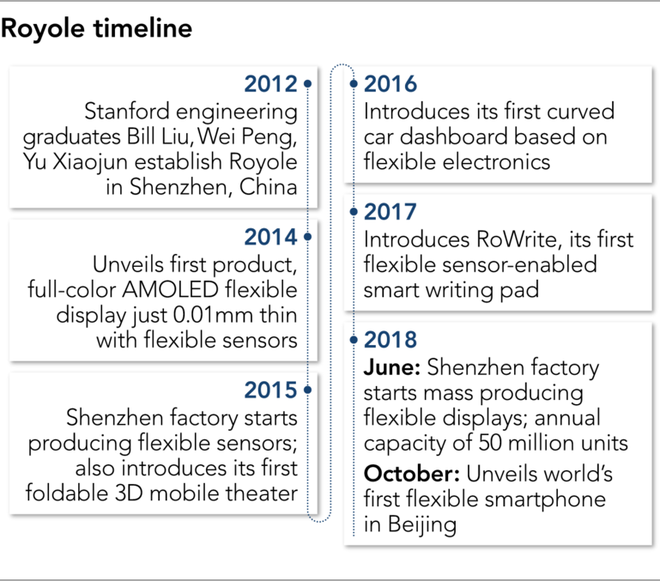 Royole timeline
2012
Stanford engineering
graduates Bill Liu, Wei Peng,
Yu Xiaojun establish Royole
in Shenzhen, China
2014
Unveils first product,
full-color AMOLED flexible
display just 0.01mm thin
with flexible sensors
2015
Shenzhen factory starts
producing flexible sensors;
also introduces its first
foldable 3D mobile theater
2016
Introduces its first curved
car dashboard based on
flexible electronics
2017
Introduces RoWrite, its first
flexible sensor-enabled
smart writing pad
2018
June: Shenzhen factory
starts mass producing
flexible displays; annual
capacity of 50 million units
October: Unveils world's
first flexible smartphone
in Beijing